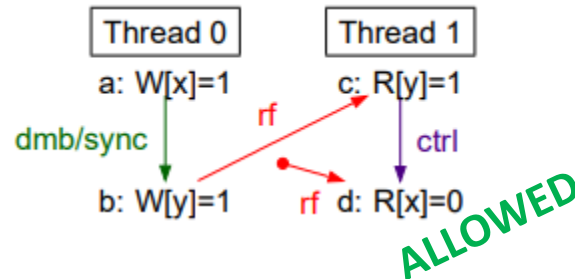 Thread 0
Thread 1
a: W[x]=1
c: R[y]=1
rf
dmb/sync
ctrl
b: W[y]=1
rf
d: R[x]=0
ALLOWED